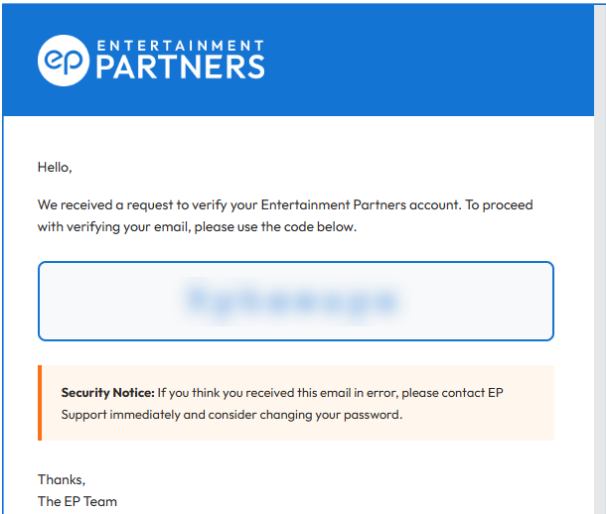 ep ENTERTAINMENT
PARTNERS
Hello,
We received a request to verify your Entertainment Partners account. To proceed
with verifying your email, please use the code below.
Security Notice: If you think you received this email in error, please contact EP
Support immediately and consider changing your password.
Thanks,
The EP Team